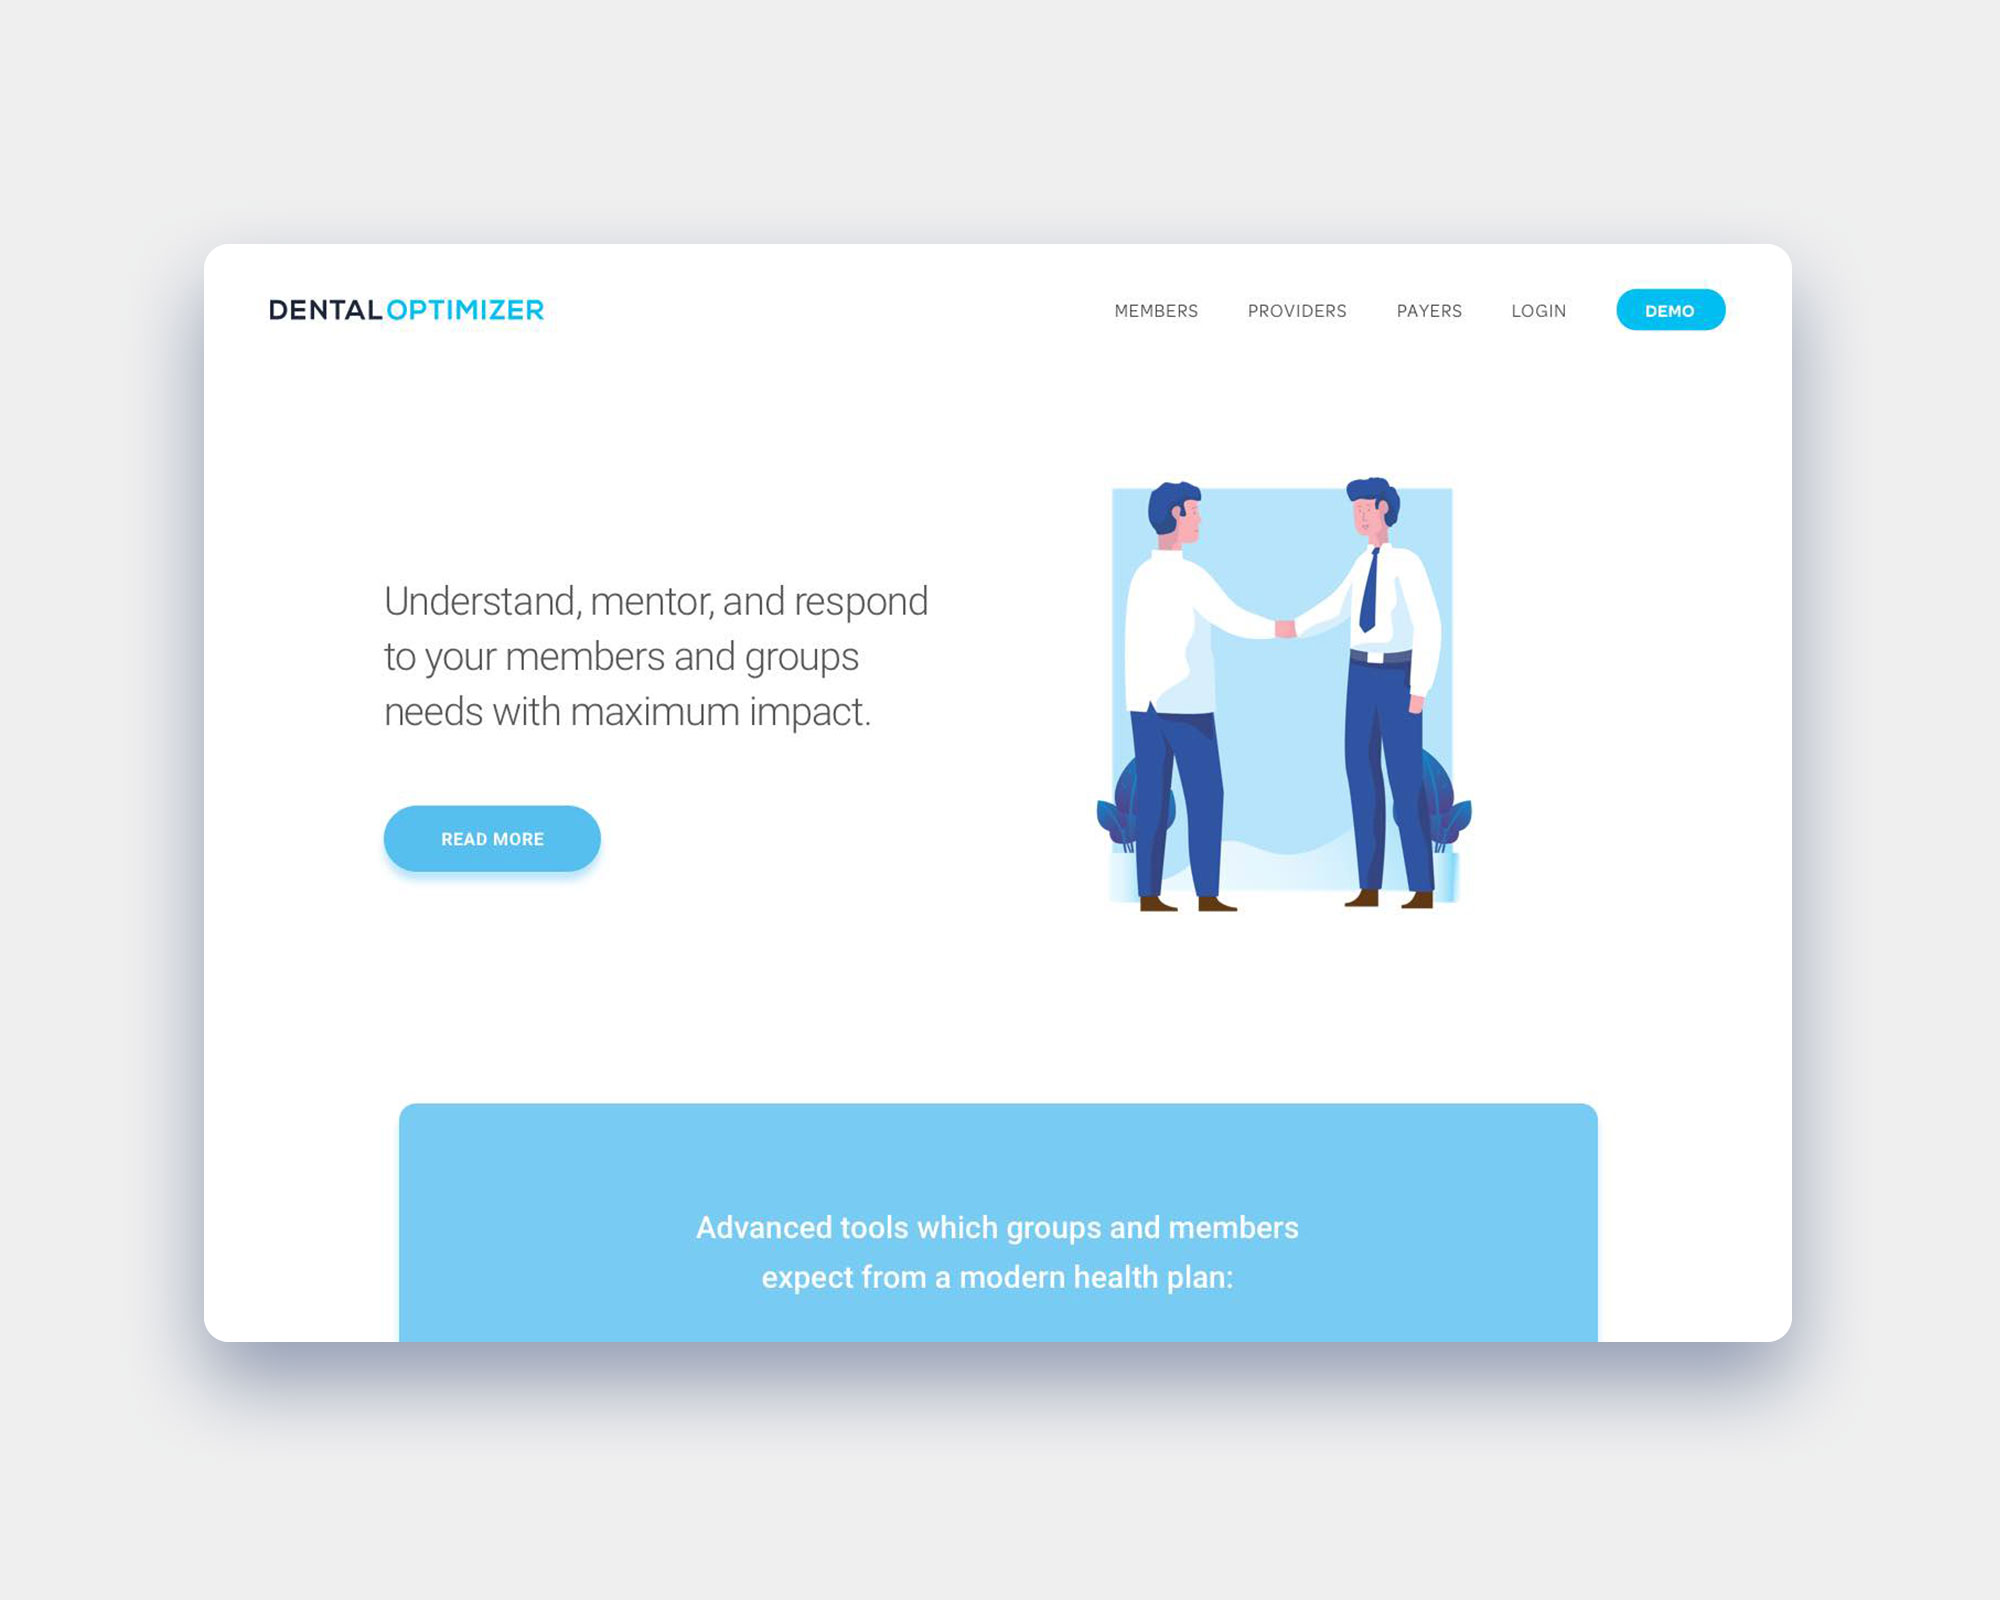 DENTALOPTIMIZER
MEMBERS PROVIDERS PAYERS LOGIN DEMO
Understand, mentor, and respond
to your members and groups
needs with maximum impact.
READ MORE
Advanced tools which groups and members
expect from a modern health plan: